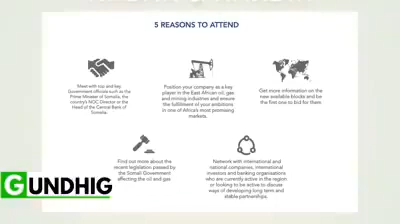 5 REASONS TO ATTEND
Meet with top and key
Government officials such as the
Prime Minister of Somalia, the
country's NOC Director or the
Head of the Central Bank of
Somalia.
Position your company as a key
player in the East African oil, gas
and mining industries and ensure
the fulfillment of your ambitions
in one of Africa's most promising
markets.
Get more information on the
new available blocks and be
the first one to bid for them
Find out more about the
recent legislation passed
by the Somali Government
affecting the oil and gas
Network with international and
national companies, international
investors and banking organisations
who are currently active in the region
or looking to be active to discuss
ways of developing long term and
stable partnerships.
GUNDHIG